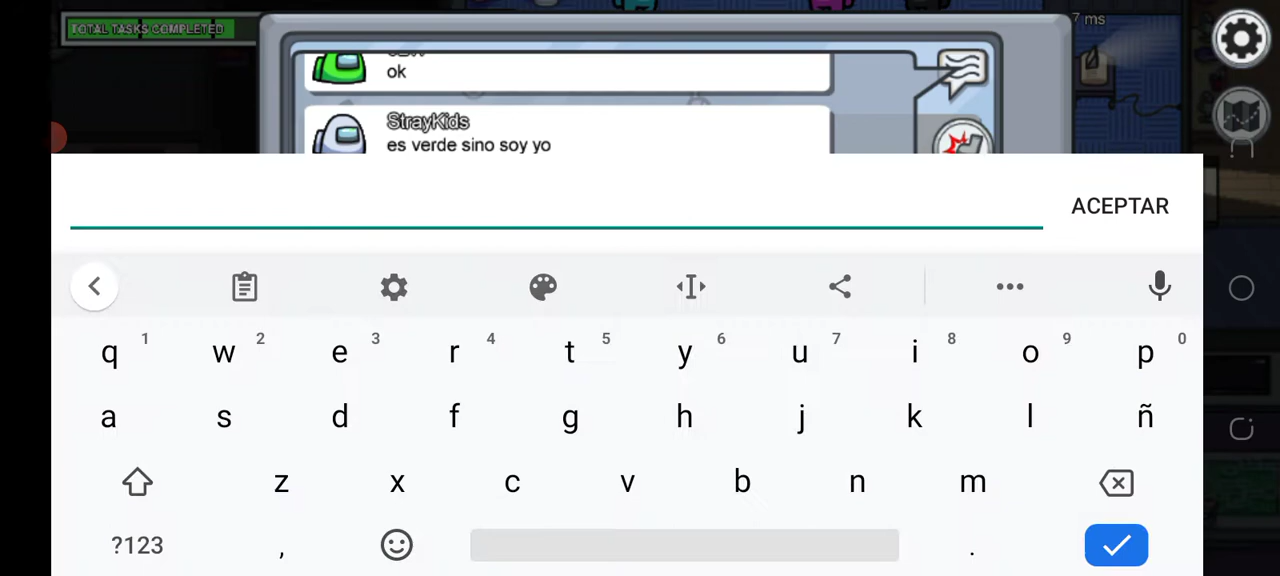 TOTAL TASKS COMPLETED
7 ms
ok
StrayKids
es verde sino soy yo
ACEPTAR
q 1 w 2 e 3 r 4 t 5 y 6 u 7 i 8 o 9 p 0
a s d f g h j k l ñ
z x c v b n m
?123 , .